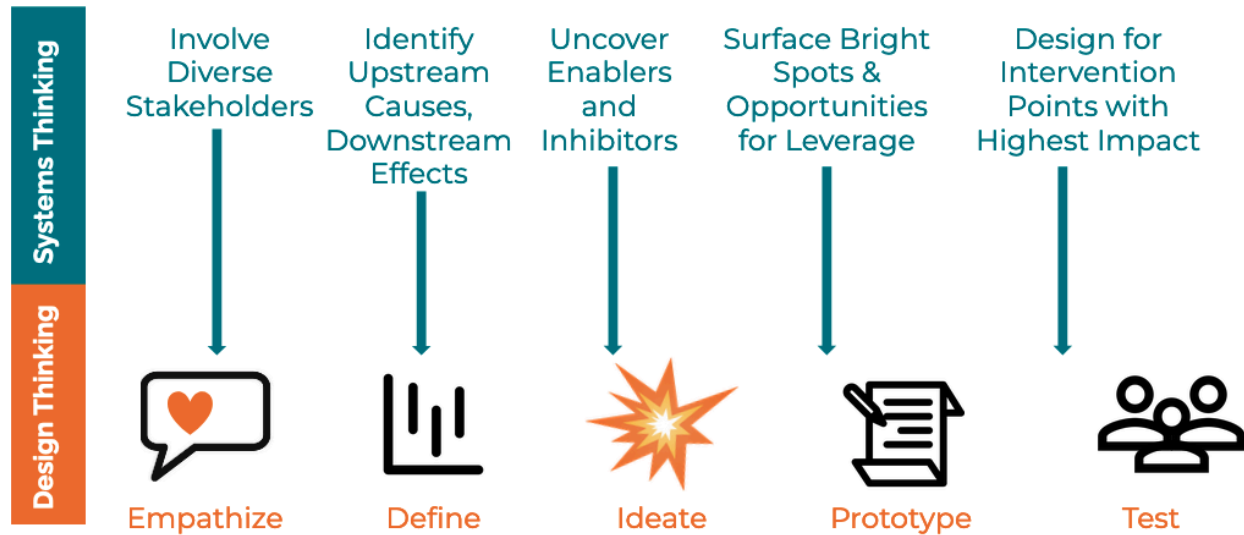 Systems Thinking
Involve
Diverse
Stakeholders
Identify
Upstream
Causes,
Downstream
Effects
Uncover
Enablers
and
Inhibitors
Surface Bright
Spots &
Opportunities
for Leverage
Design for
Intervention
Points with
Highest Impact
Design Thinking
Empathize
Define
Ideate
Prototype
Test